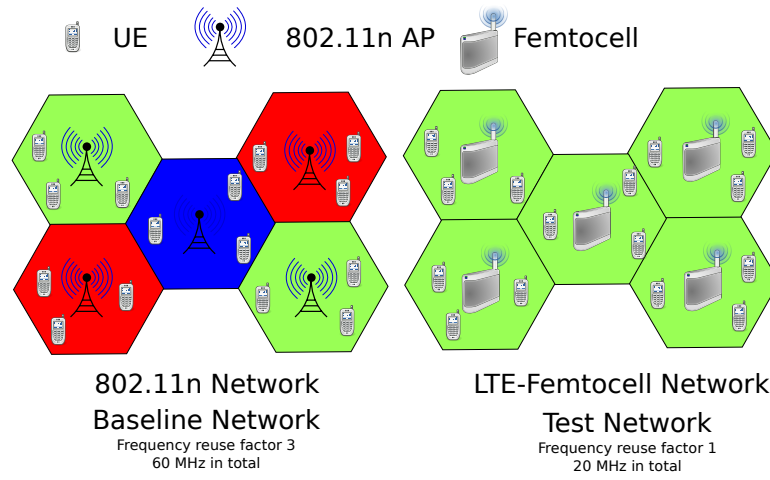 UE 802.11n AP Femtocell
802.11n Network
Baseline Network
Frequency reuse factor 3
60 MHz in total
LTE-Femtocell Network
Test Network
Frequency reuse factor 1
20 MHz in total